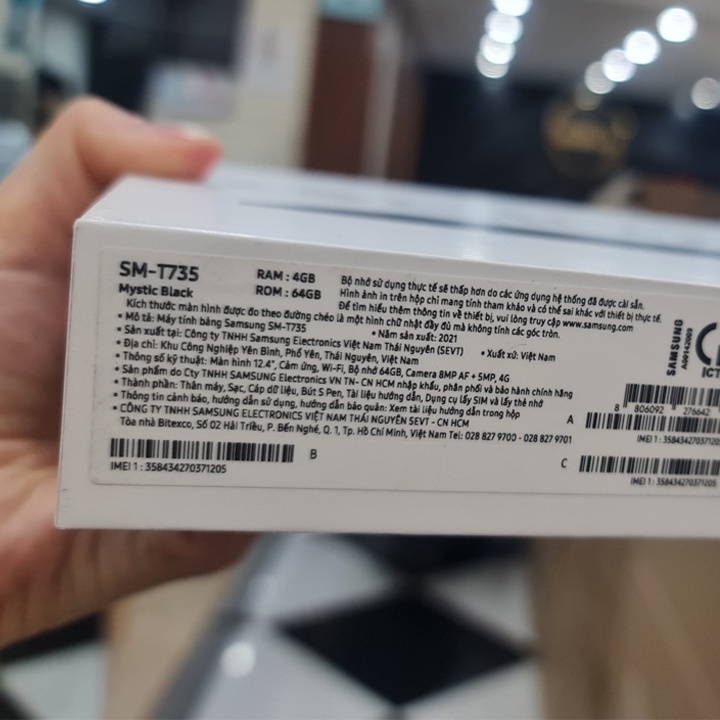 SM-T735
Mystic Black
RAM : 4GB
ROM : 64GB
Bộ nhớ sử dụng thực tế sẽ thấp hơn do các ứng dụng hệ thống đã được cài sẵn.
Hình ảnh in trên hộp chỉ mang tính tham khảo và có thể sai khác với thiết bị thực tế.
Để tìm hiểu thêm thông tin về thiết bị, vui lòng truy cập www.samsung.com
Kích thước màn hình được đo theo đường chéo là một hình chữ nhật đầy đủ mà không tính các góc tròn.
• Mô tả: Máy tính bảng Samsung SM-T735 • Năm sản xuất: 2021
• Sản xuất tại: Công ty TNHH Samsung Electronics Việt Nam Thái Nguyên (SEVT) • Xuất xứ: Việt Nam
• Địa chỉ: Khu Công Nghiệp Yên Bình, Phổ Yên, Thái Nguyên, Việt Nam
• Thông số kỹ thuật: Màn hình 12.4", Cảm ứng, Wi-Fi, Bộ nhớ 64GB, Camera 8MP AF + 5MP, 4G
• Sản phẩm do Cty TNHH SAMSUNG ELECTRONICS VN TN- CN HCM nhập khẩu, phân phối và bảo hành chính hãng
• Thành phần: Thân máy, Sạc, Cáp dữ liệu, Bút S Pen, Tài liệu hướng dẫn, Dụng cụ lấy SIM và lấy thẻ nhớ
• Thông tin cảnh báo, hướng dẫn sử dụng, hướng dẫn bảo quản: Xem tài liệu hướng dẫn trong hộp
• CÔNG TY TNHH SAMSUNG ELECTRONICS VIỆT NAM THÁI NGUYÊN SEVT - CN HCM
Tòa nhà Bitexco, Số 02 Hải Triều, P. Bến Nghé, Q. 1, Tp. Hồ Chí Minh, Việt Nam Tel: 028 827 9700 - 028 827 9701
IMEI 1 : 358434270371205
B
SAMSUNG
A00142009
ICT
8 806092 276642
A
IMEI 1 : 35843427037120
C
IMEI 1 : 358434270371205